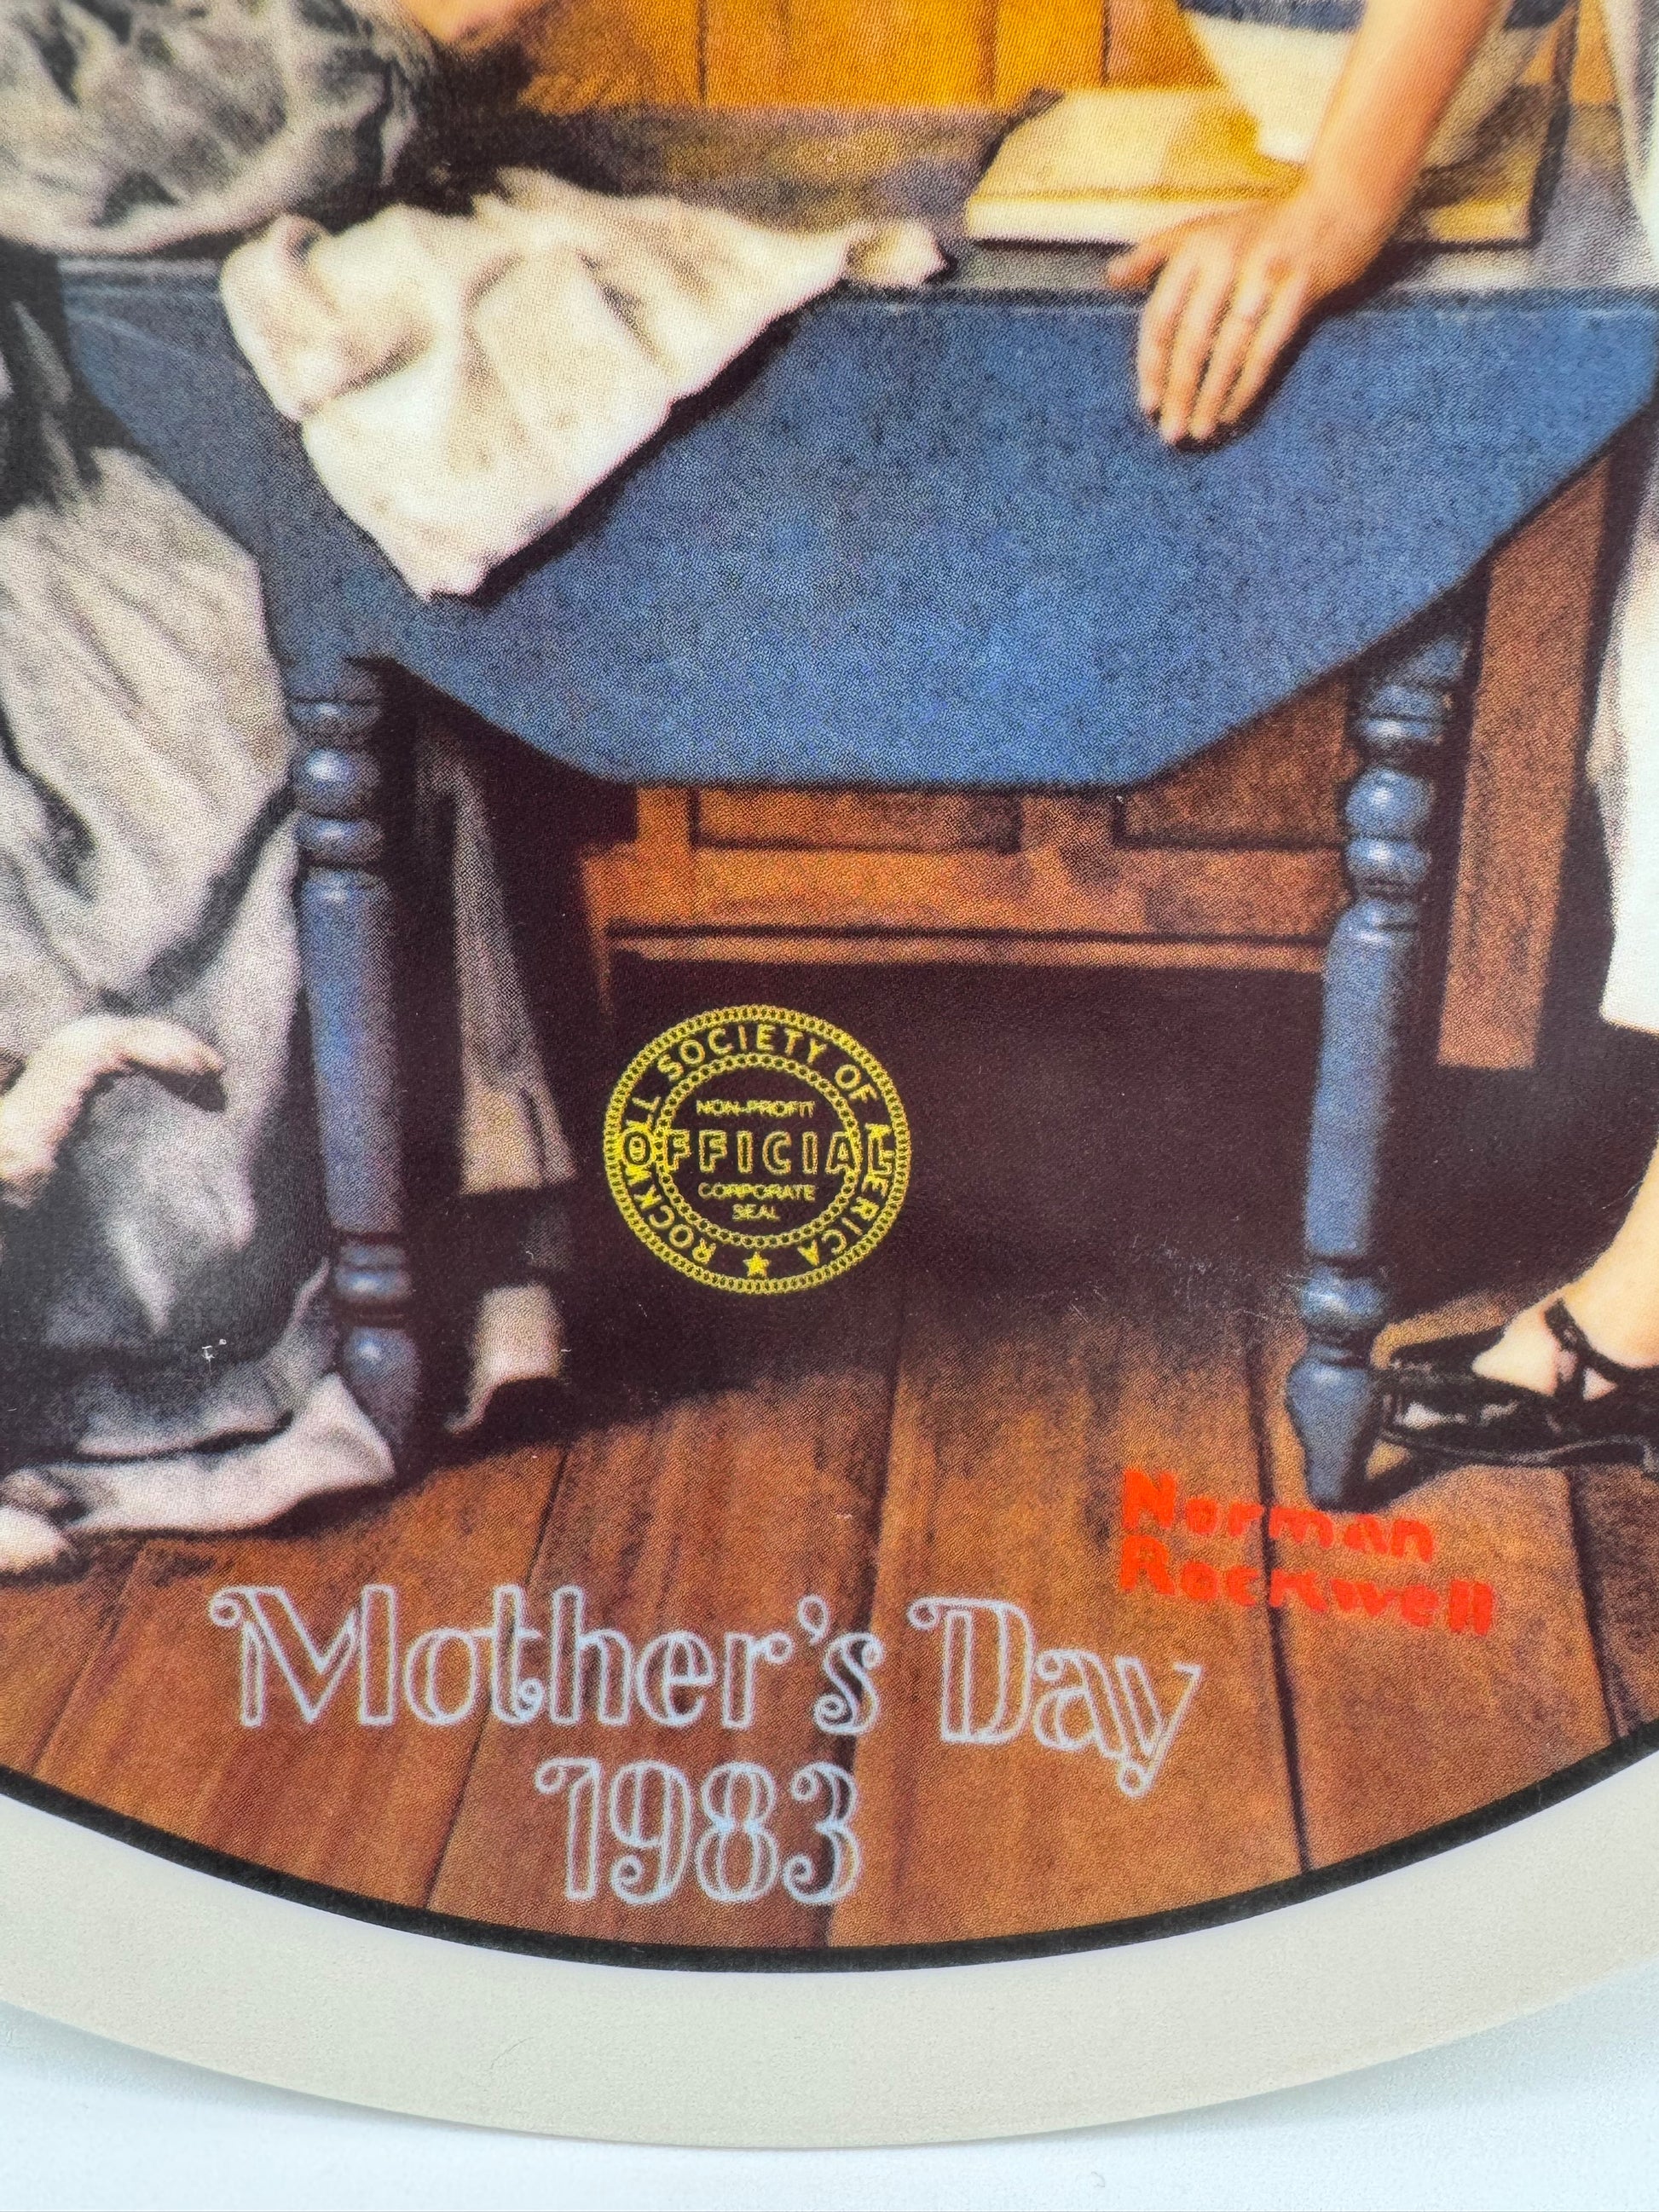 ROCKWELL SOCIETY OF AMERICA
NON-PROFIT
OFFICIAL
CORPORATE
SEAL
Norman
Rockwell
Mother's Day
1983